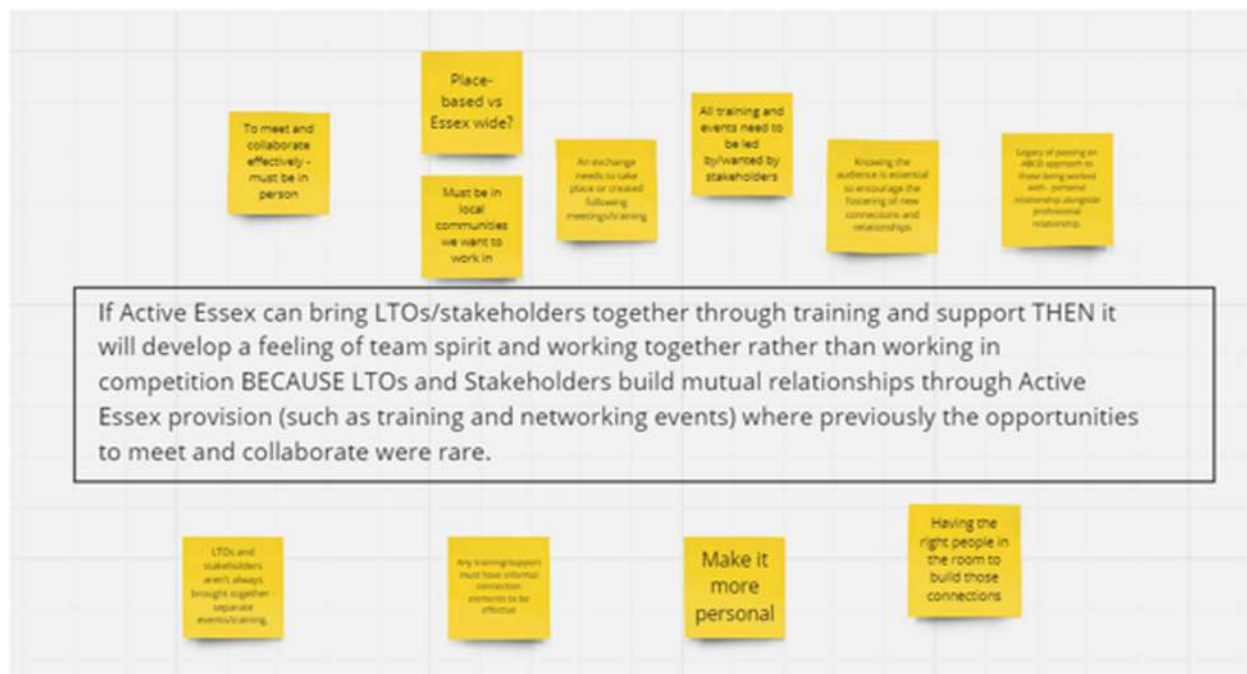 To meet and
collaborate
effectively -
must be in
person
Place-
based vs
Essex wide?
Must be in
local
communities
we want to
work in
An exchange
needs to take
place or created
following
meetings/training
All training and
events need to
be led
by/wanted by
stakeholders
Knowing the
audience is essential
to encourage the
fostering of new
connections and
relationships
Legacy of passing an
ABCD approach to
those being worked
with - personal
relationship alongside
professional
relationship.
If Active Essex can bring LTOs/stakeholders together through training and support THEN it
will develop a feeling of team spirit and working together rather than working in
competition BECAUSE LTOs and Stakeholders build mutual relationships through Active
Essex provision (such as training and networking events) where previously the opportunities
to meet and collaborate were rare.
LTOs and
stakeholders
aren't always
brought together -
separate
events/training.
Any training/support
must have informal
connection
elements to be
effective
Make it
more
personal
Having the
right people in
the room to
build those
connections